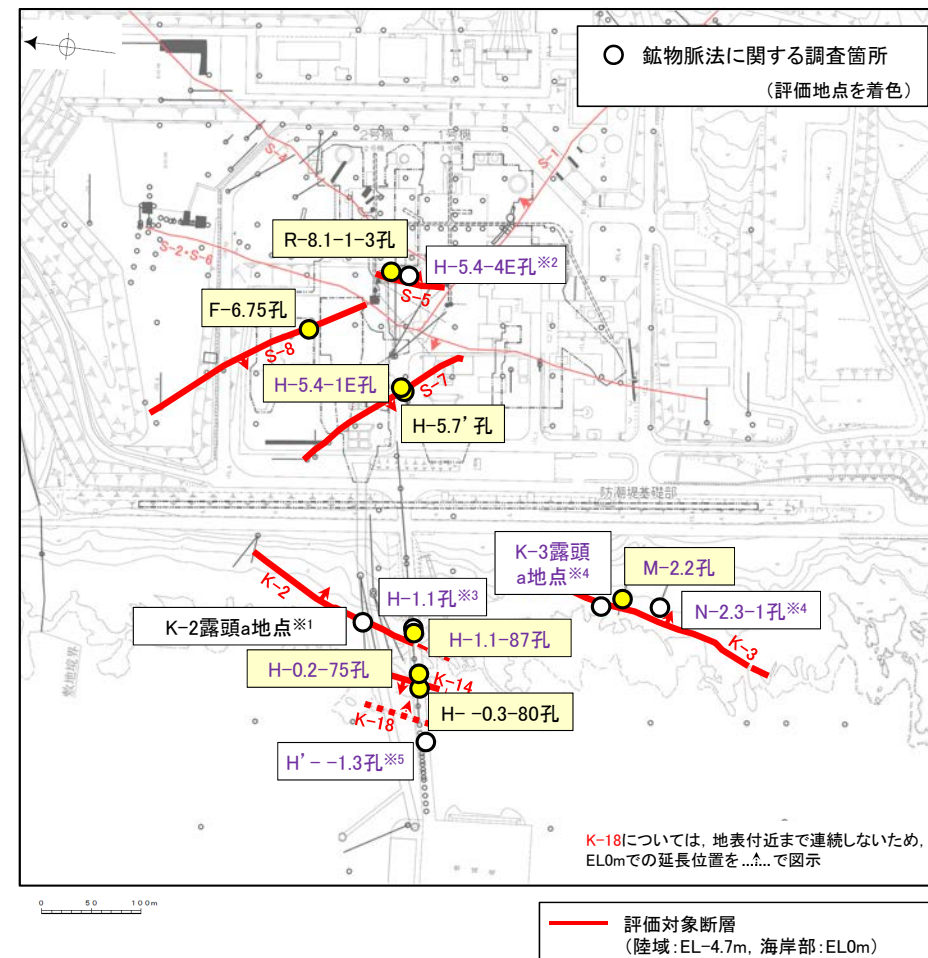 ○ 鉱物脈法に関する調査箇所
(評価地点を着色)
2号機
1号機
S-4
S-1
S-2・S-6
R-8.1-1-3孔
H-5.4-4E孔※2
S-5
F-6.75孔
S-8
H-5.4-1E孔
S-7
H-5.7’孔
防潮堤基礎部
K-2
K-3露頭
a地点※4
M-2.2孔
H-1.1孔※3
N-2.3-1孔※4
K-2露頭a地点※1
H-1.1-87孔
K-3
H-0.2-75孔
K-14
K-18
H- -0.3-80孔
H’- -1.3孔※5
敷地境界
K-18については，地表付近まで連続しないため，
EL0mでの延長位置を で図示
0 50 100m
評価対象断層
(陸域:EL-4.7m, 海岸部:EL0m)